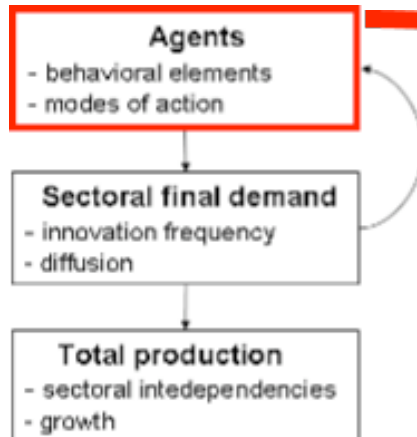 Agents
- behavioral elements
- modes of action
Sectoral final demand
- innovation frequency
- diffusion
Total production
- sectoral intedependencies
- growth